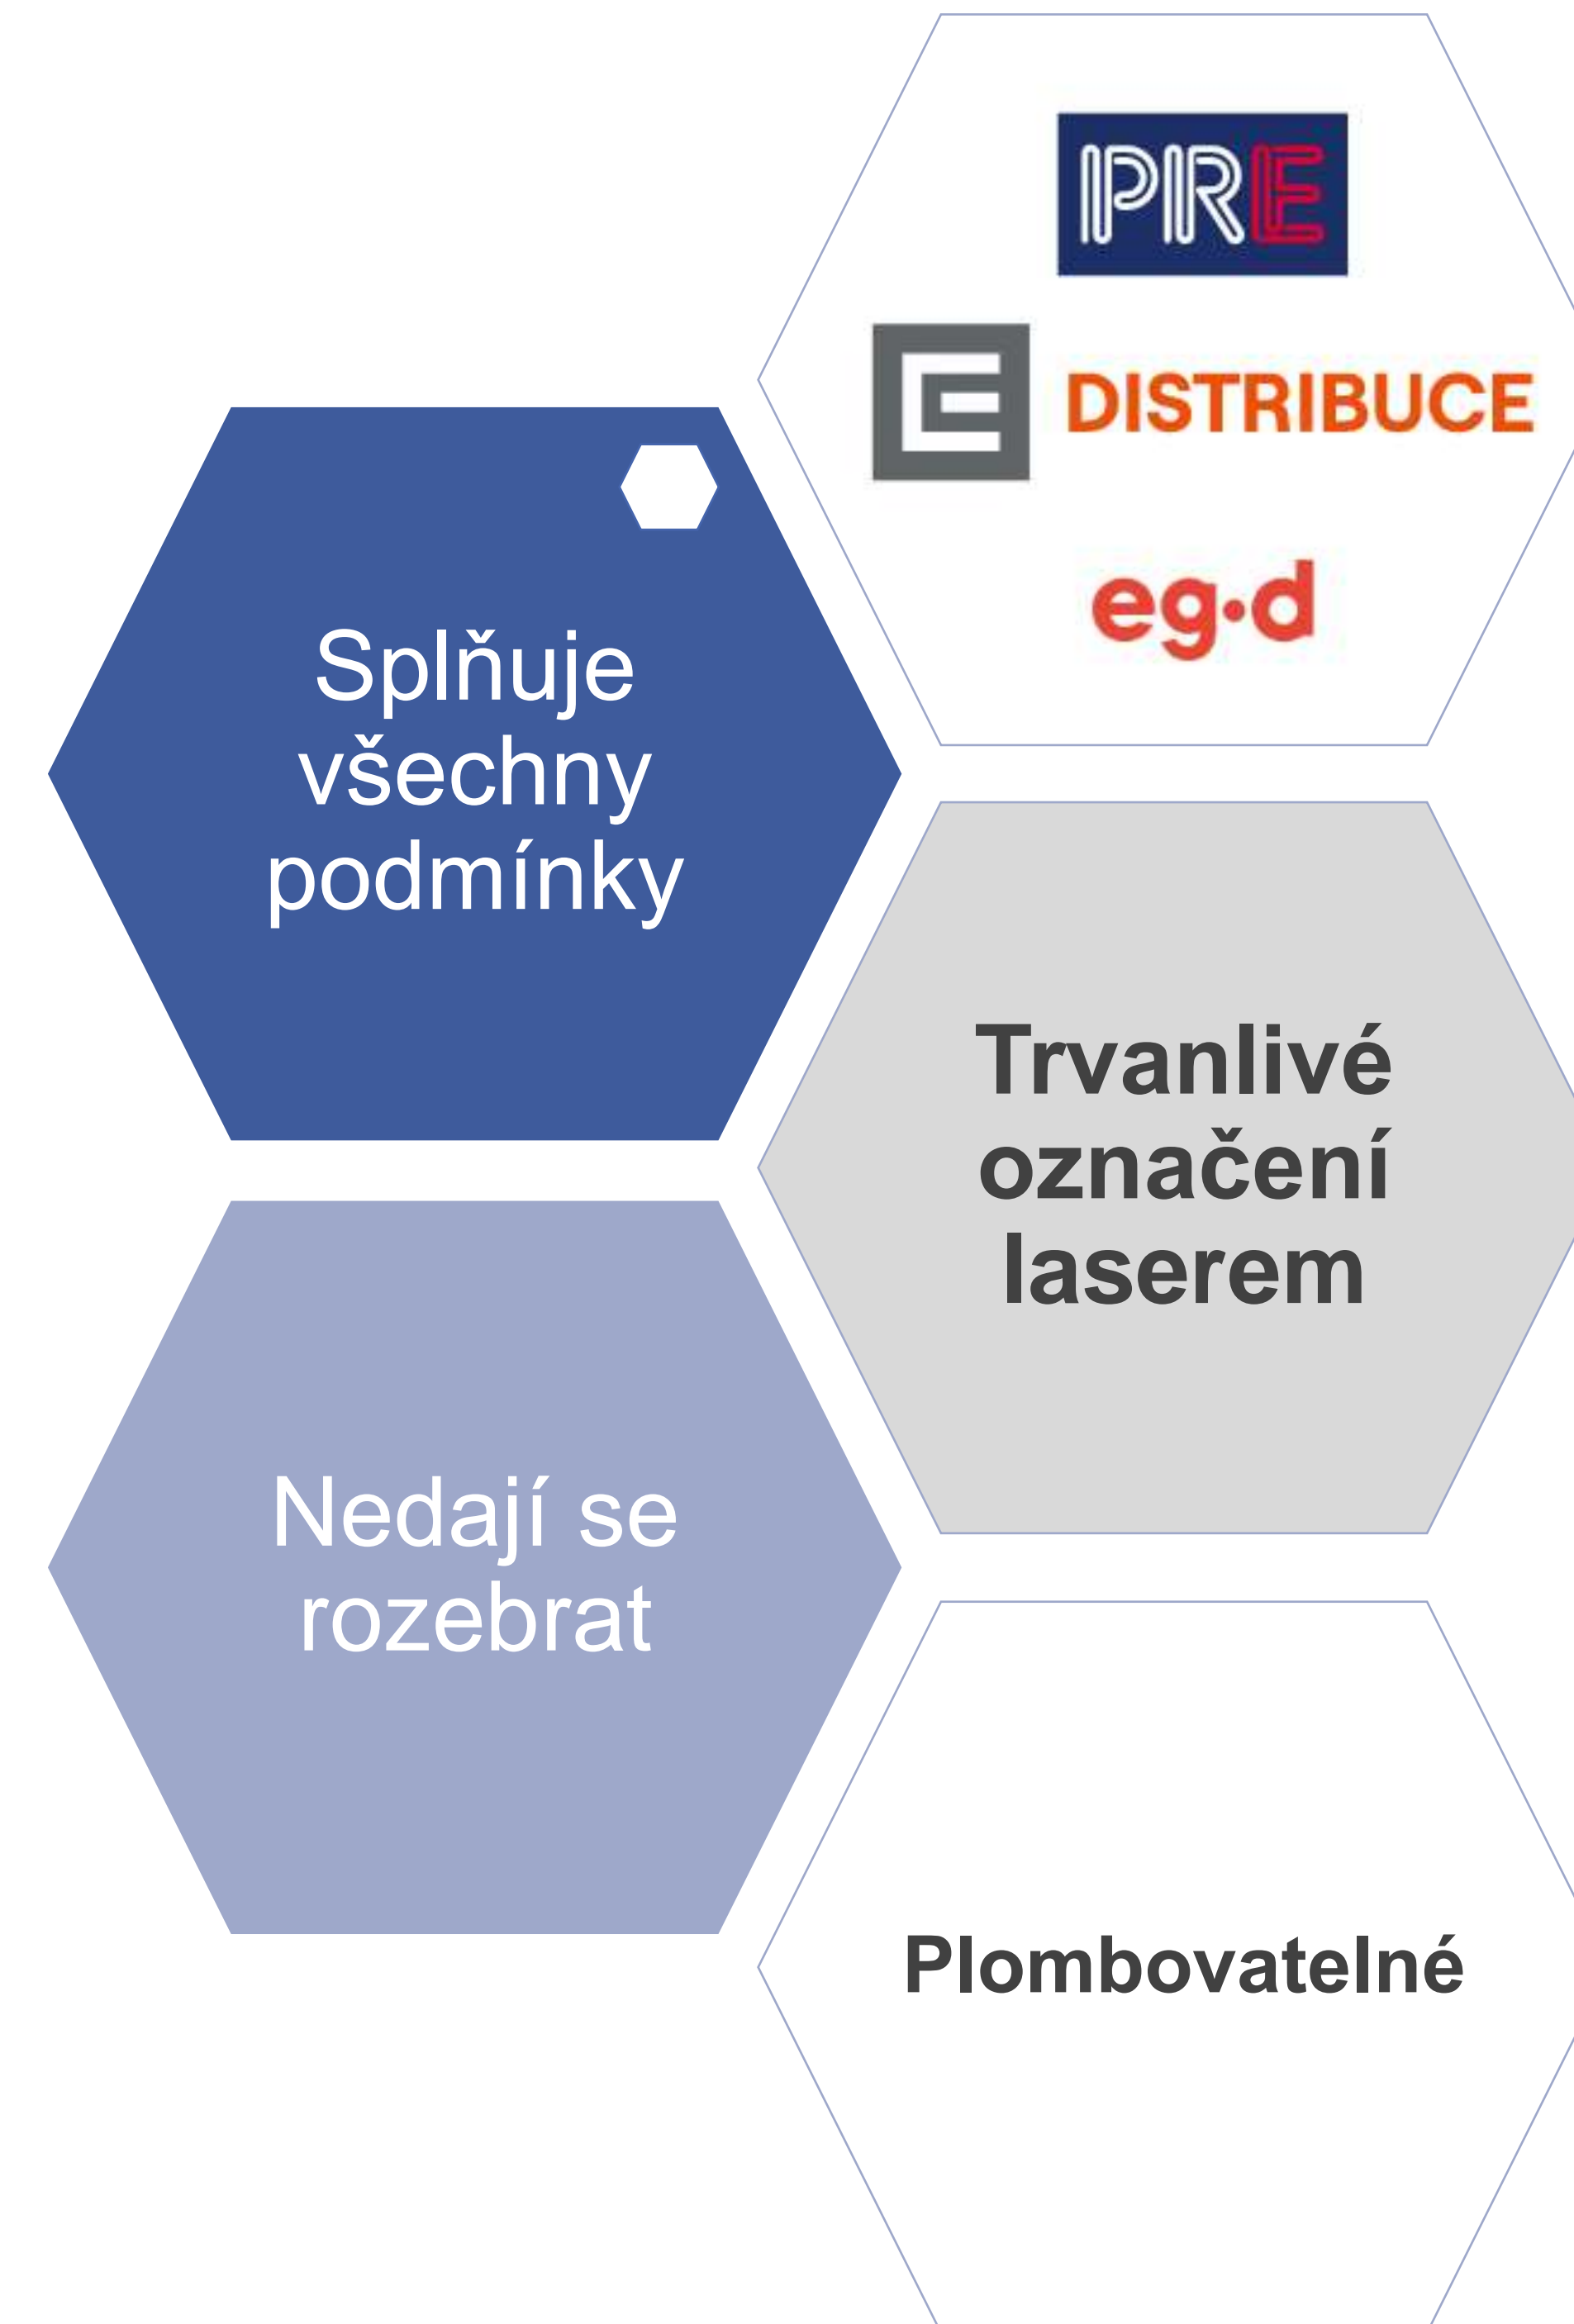 PRE
DISTRIBUCE
eg·d
Splňuje
všechny
podmínky
Trvanlivé
označení
laserem
Nedají se
rozebrat
Plombovatelné